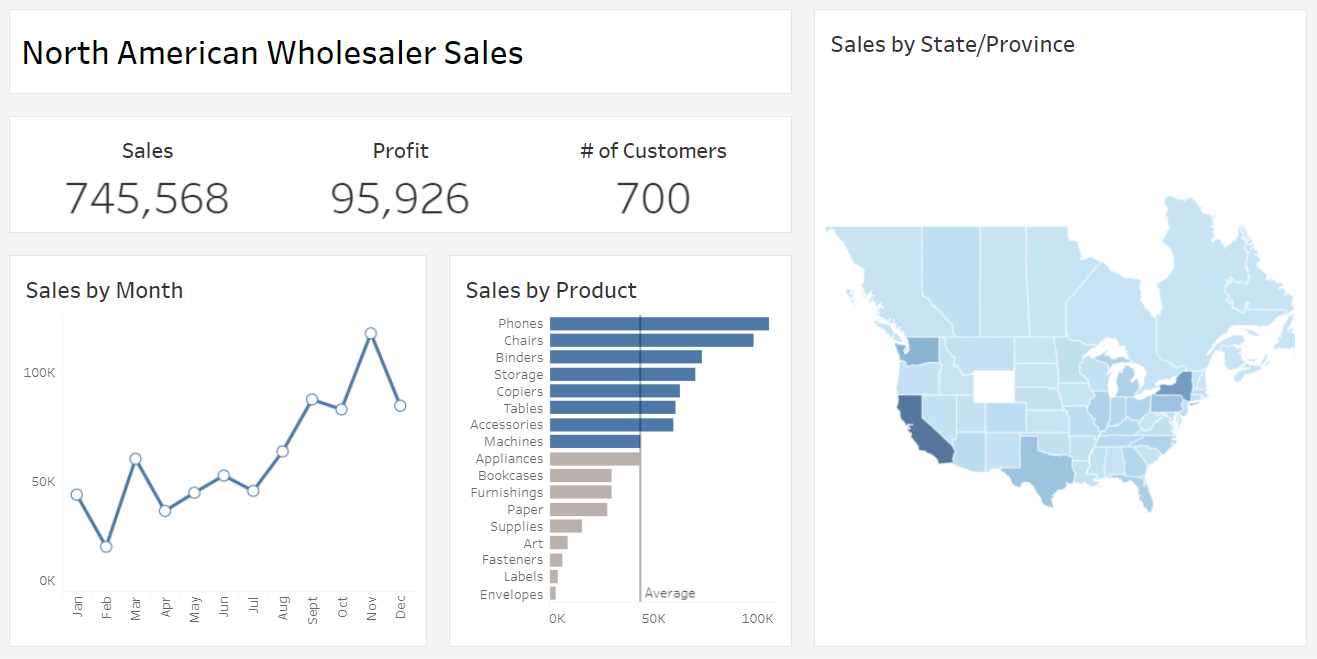 North American Wholesaler Sales
Sales
Profit
# of Customers
745,568
95,926
700
Sales by Month
100K
50K
0K
Jan
Feb
Mar
Apr
May
Jun
Jul
Aug
Sept
Oct
Nov
Dec
Sales by Product
Phones
Chairs
Binders
Storage
Copiers
Tables
Accessories
Machines
Appliances
Bookcases
Furnishings
Paper
Supplies
Art
Fasteners
Labels
Envelopes
Average
0K
50K
100K
Sales by State/Province